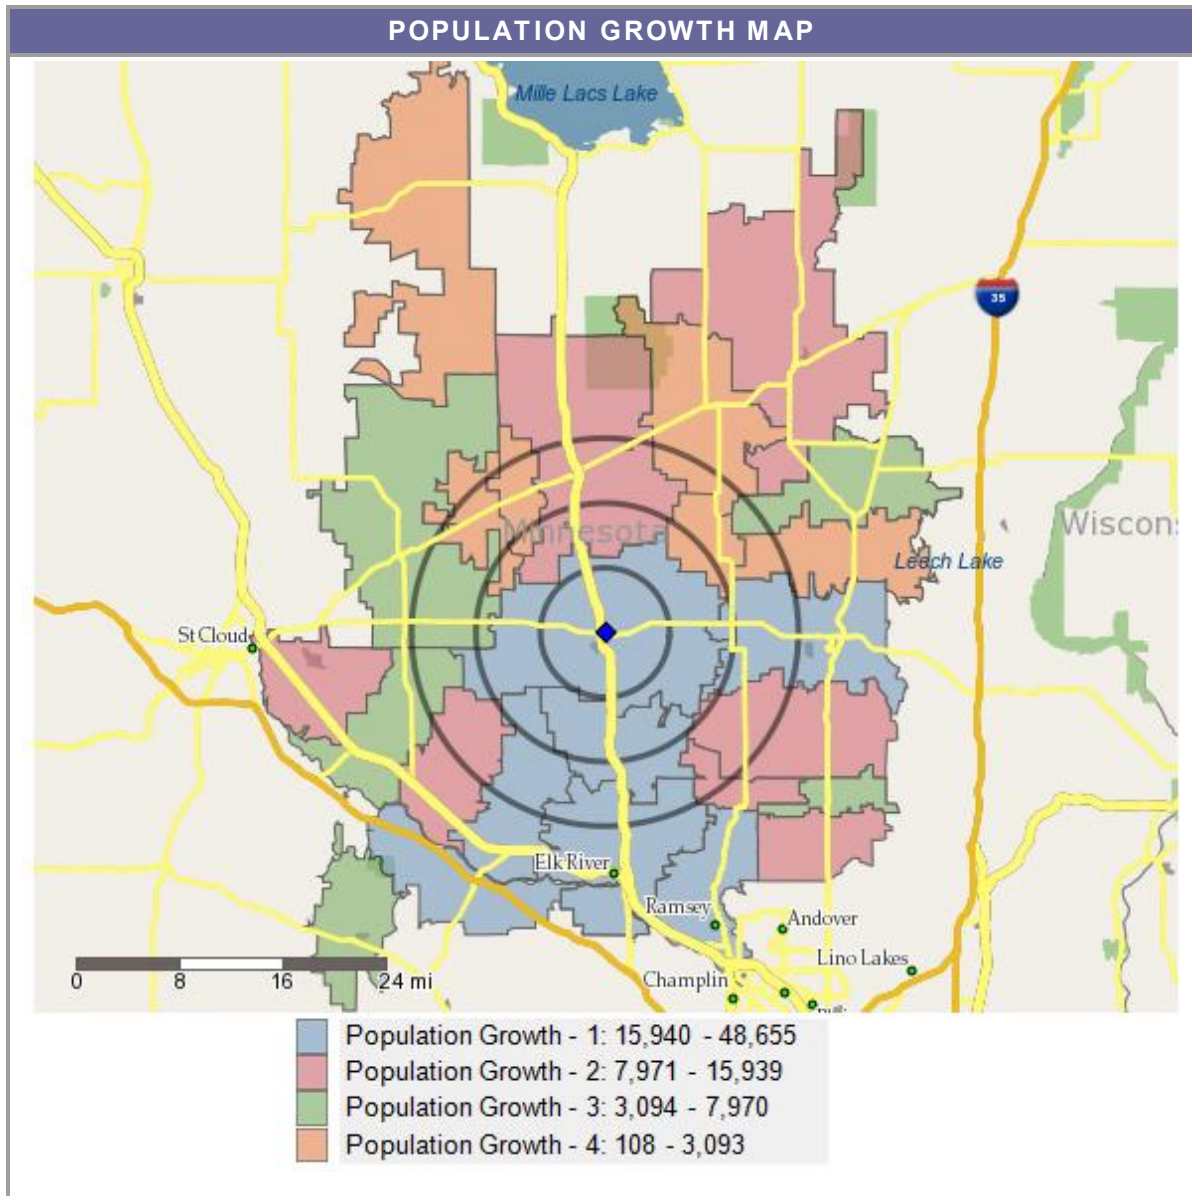 POPULATION GROWTH MAP
Mille Lacs Lake
35
Minnesota
Wiscons
Leech Lake
St Cloud
Elk River
Ramsey
Andover
Lino Lakes
Champlin
0 8 16 24 mi
Population Growth - 1: 15,940 - 48,655
Population Growth - 2: 7,971 - 15,939
Population Growth - 3: 3,094 - 7,970
Population Growth - 4: 108 - 3,093